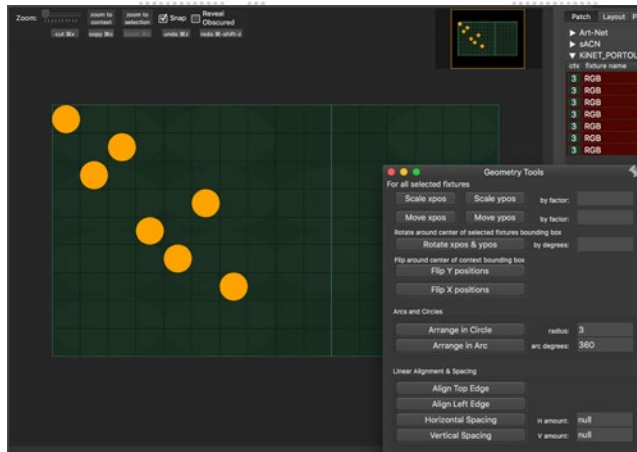 Zoom:
zoom to context
zoom to selection
Snap
Reveal Obscured
cut ⌘x
copy ⌘c
undo ⌘z
redo ⌘-shift-z
Patch Layout
Art-Net
sACN
KiNET_PORTOU
ctx fixture name
3 RGB
3 RGB
3 RGB
3 RGB
3 RGB
3 RGB
3 RGB
Geometry Tools
For all selected fixtures
Scale xpos Scale ypos by factor:
Move xpos Move ypos by factor:
Rotate around center of selected fixtures bounding box
Rotate xpos & ypos by degrees:
Flip around center of context bounding box
Flip Y positions
Flip X positions
Arcs and Circles
Arrange in Circle radius: 3
Arrange in Arc arc degrees: 360
Linear Alignment & Spacing
Align Top Edge
Align Left Edge
Horizontal Spacing H amount: null
Vertical Spacing V amount: null